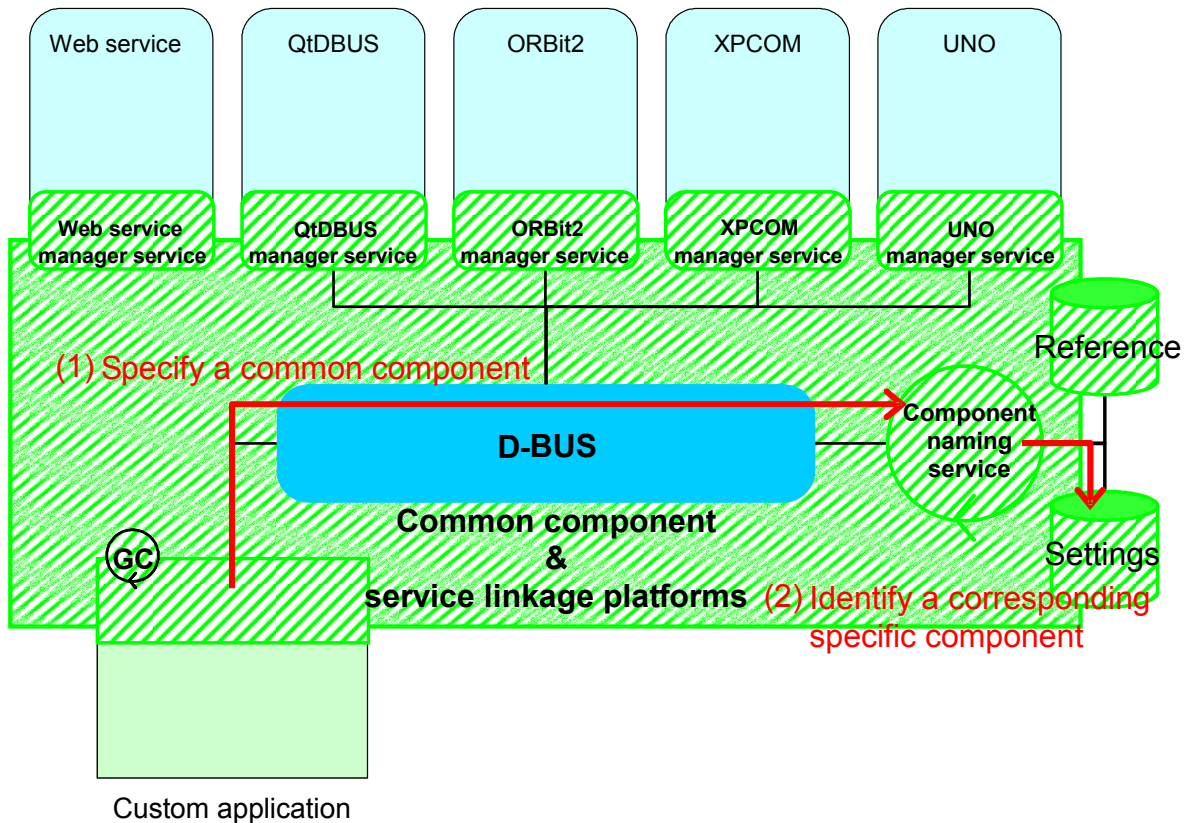 Web service
QtDBUS
ORBit2
XPCOM
UNO
Web service
manager service
QtDBUS
manager service
ORBit2
manager service
XPCOM
manager service
UNO
manager service
Reference
(1) Specify a common component
Component
naming
service
D-BUS
Common component
&
service linkage platforms
Settings
GC
(2) Identify a corresponding
specific component
Custom application